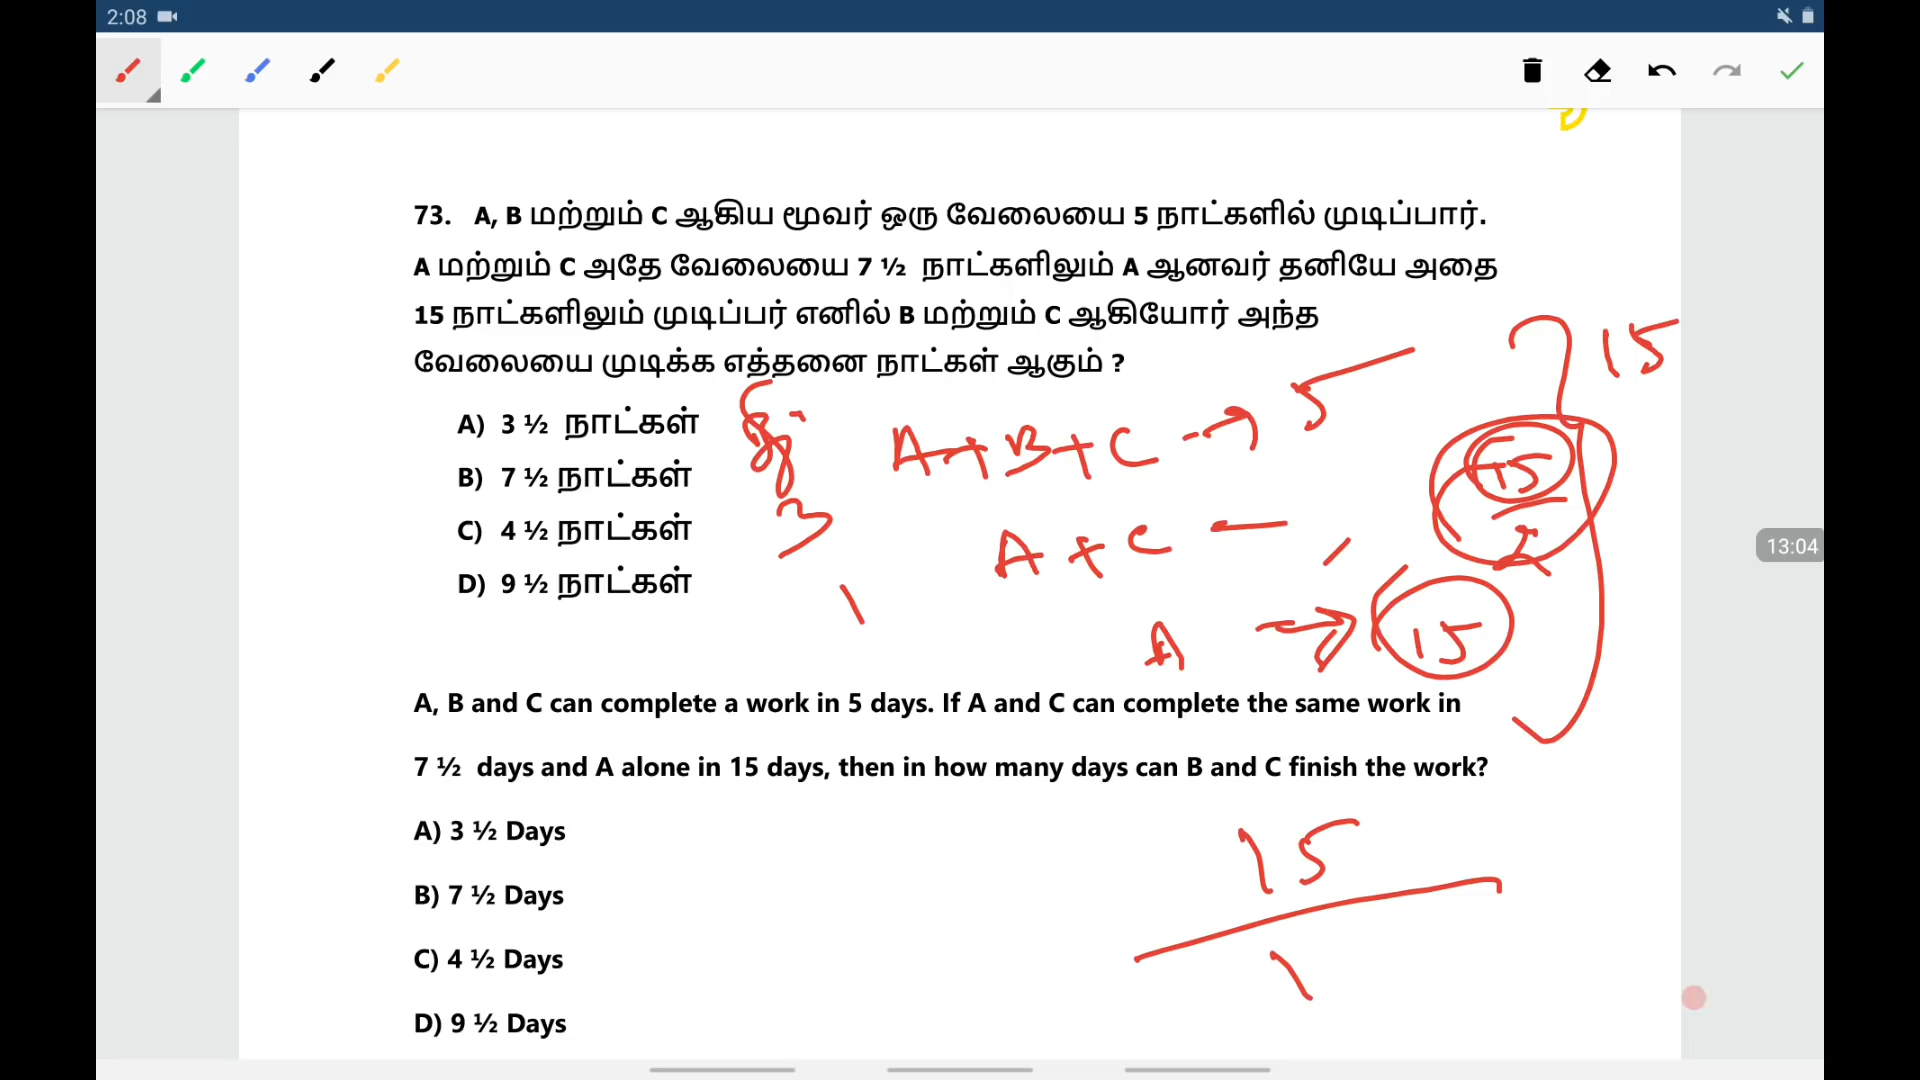 2:08
73. A, B மற்றும் C ஆகிய மூவர் ஒரு வேலையை 5 நாட்களில் முடிப்பார்.
A மற்றும் C அதே வேலையை 7 ½ நாட்களிலும் A ஆனவர் தனியே அதை
15 நாட்களிலும் முடிப்பர் எனில் B மற்றும் C ஆகியோர் அந்த
வேலையை முடிக்க எத்தனை நாட்கள் ஆகும் ?
15
A) 3 ½ நாட்கள்
A+B+C → 5
B) 7 ½ நாட்கள்
15
2
C) 4 ½ நாட்கள்
3
A + C –
D) 9 ½ நாட்கள்
A → 15
13:04
A, B and C can complete a work in 5 days. If A and C can complete the same work in
7 ½ days and A alone in 15 days, then in how many days can B and C finish the work?
A) 3 ½ Days
B) 7 ½ Days
C) 4 ½ Days
D) 9 ½ Days
15
1